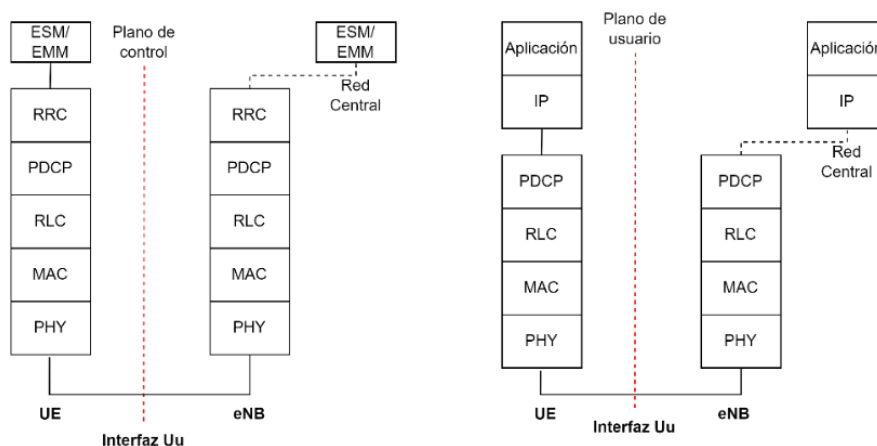 ESM/
EMM
Plano de
control
ESM/
EMM
Red
Central
RRC
RRC
PDCP
PDCP
RLC
RLC
MAC
MAC
PHY
PHY
UE
eNB
Interfaz Uu
Aplicación
Plano de
usuario
Aplicación
IP
IP
Red
Central
PDCP
PDCP
RLC
RLC
MAC
MAC
PHY
PHY
UE
eNB
Interfaz Uu